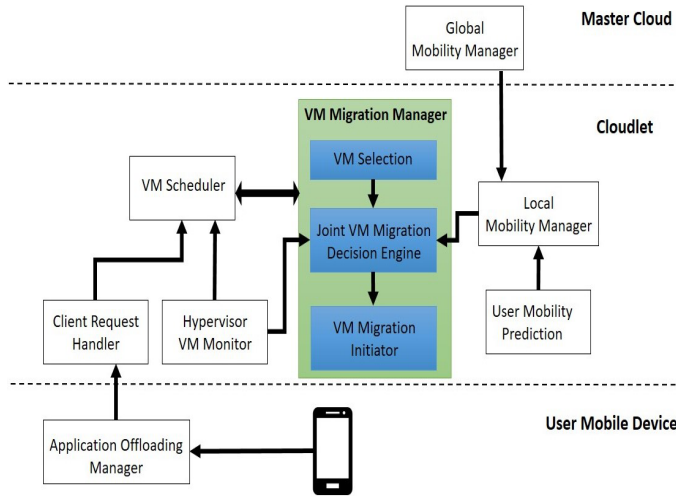 Master Cloud
Global
Mobility Manager
Cloudlet
VM Migration Manager
VM Selection
VM Scheduler
Joint VM Migration
Decision Engine
Local
Mobility Manager
Client Request
Handler
Hypervisor
VM Monitor
VM Migration
Initiator
User Mobility
Prediction
User Mobile Device
Application Offloading
Manager